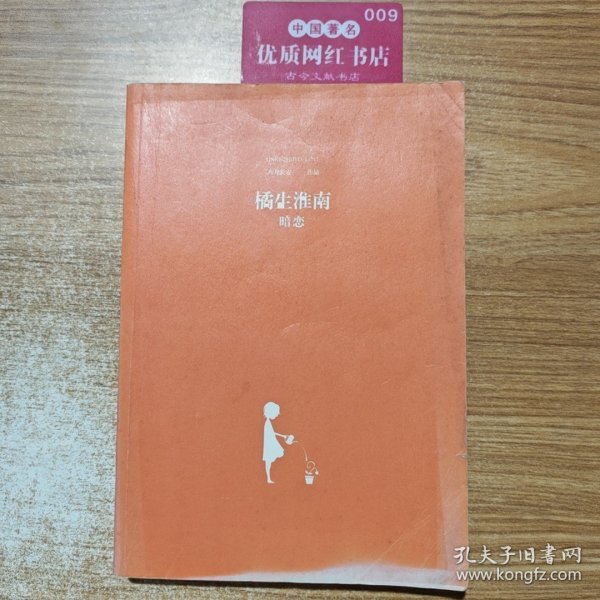 中国著名
009
优质网红书店
古今文献书店
UNREQUITED LOVE
八月长安 作品
橘生淮南
暗恋
孔夫子旧书网
www.kongfz.com